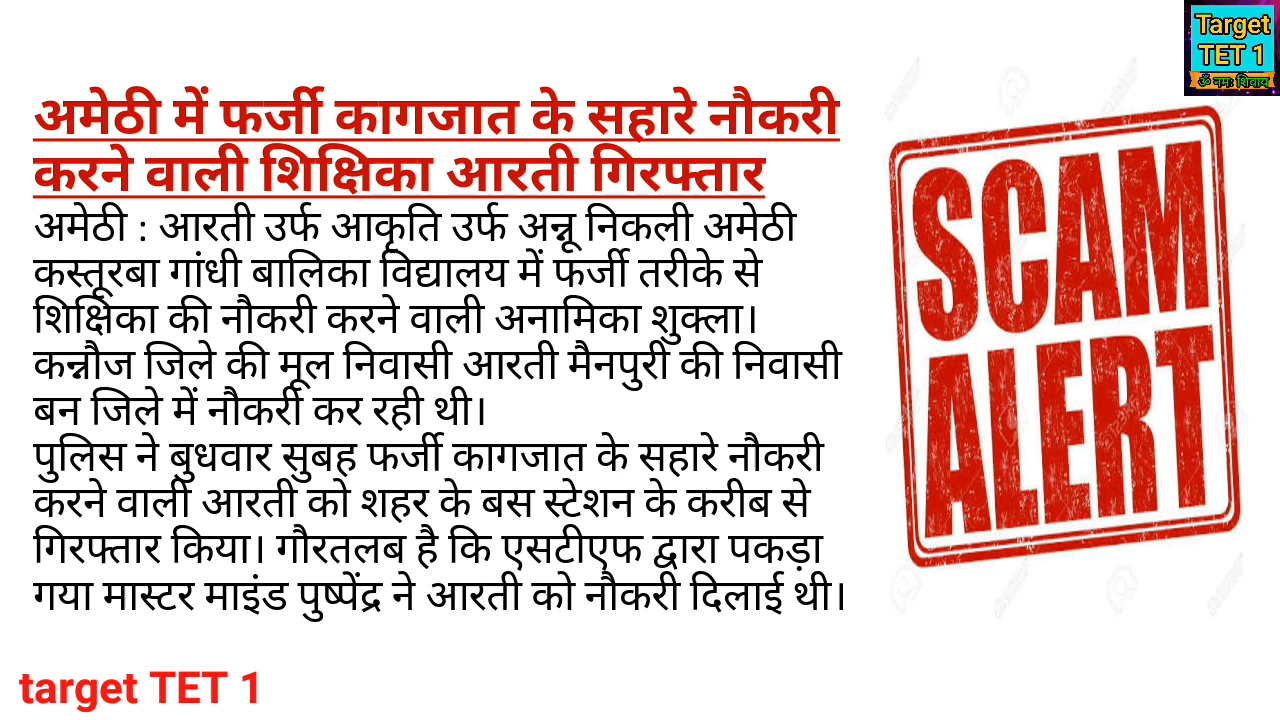 Target
TET 1
ॐ नमः शिवाय
अमेठी में फर्जी कागजात के सहारे नौकरी
करने वाली शिक्षिका आरती गिरफ्तार
अमेठी : आरती उर्फ आकृति उर्फ अन्नू निकली अमेठी
कस्तूरबा गांधी बालिका विद्यालय में फर्जी तरीके से
शिक्षिका की नौकरी करने वाली अनामिका शुक्ला।
कन्नौज जिले की मूल निवासी आरती मैनपुरी की निवासी
बन जिले में नौकरी कर रही थी।
पुलिस ने बुधवार सुबह फर्जी कागजात के सहारे नौकरी
करने वाली आरती को शहर के बस स्टेशन के करीब से
गिरफ्तार किया। गौरतलब है कि एसटीएफ द्वारा पकड़ा
गया मास्टर माइंड पुष्पेंद्र ने आरती को नौकरी दिलाई थी।
SCAM
ALERT
target TET 1